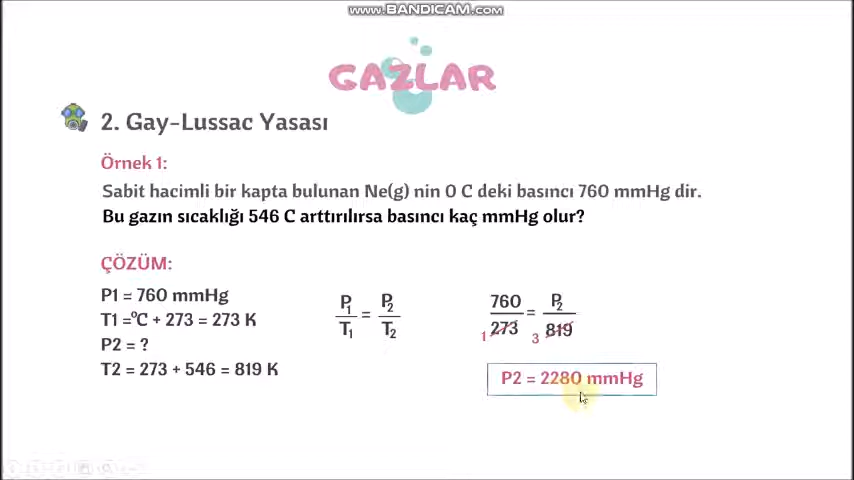 www.BANDICAM.com
GAZLAR
2. Gay-Lussac Yasası
Örnek 1:
Sabit hacimli bir kapta bulunan Ne(g) nin 0 C deki basıncı 760 mmHg dir.
Bu gazın sıcaklığı 546 C arttırılırsa basıncı kaç mmHg olur?
ÇÖZÜM:
P1 = 760 mmHg
T1 =⁰C + 273 = 273 K
P2 = ?
T2 = 273 + 546 = 819 K
P₁ = P₂
T₁ T₂
760 = P₂
1 273 3 819
P2 = 2280 mmHg